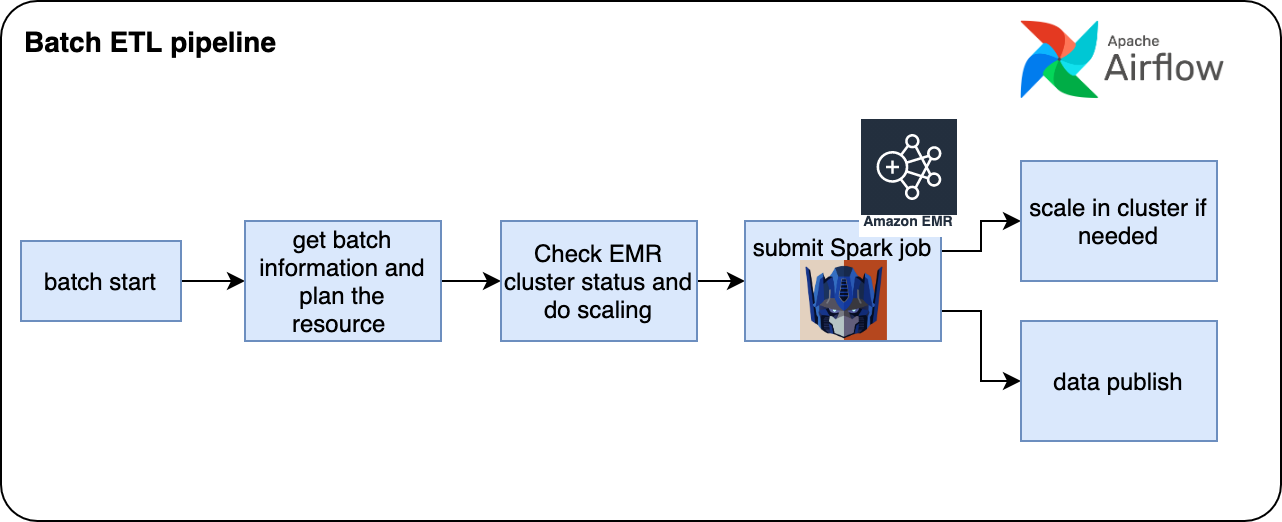 Batch ETL pipeline
Apache
Airflow
batch start
get batch
information and
plan the
resource
Check EMR
cluster status and
do scaling
Amazon EMR
submit Spark job
scale in cluster if
needed
data publish